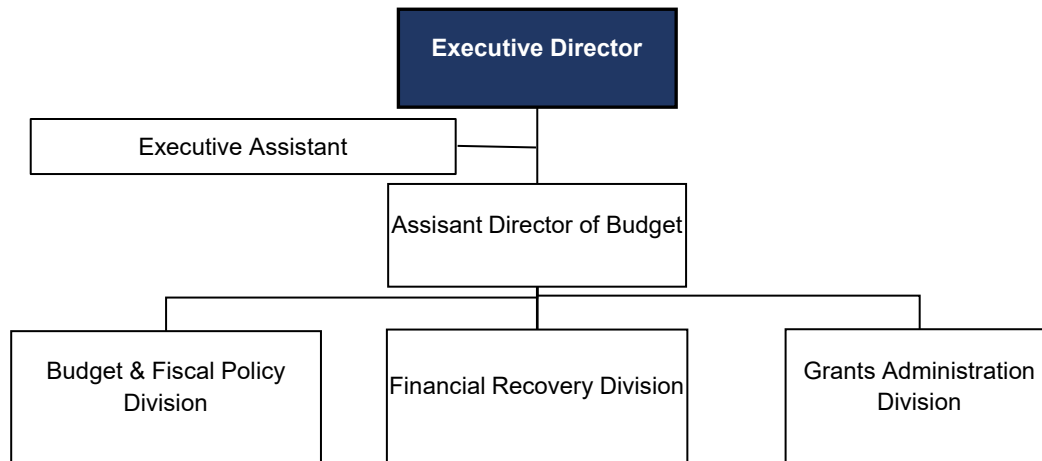 Executive Director
Executive Assistant
Assisant Director of Budget
Budget & Fiscal Policy
Division
Financial Recovery Division
Grants Administration
Division